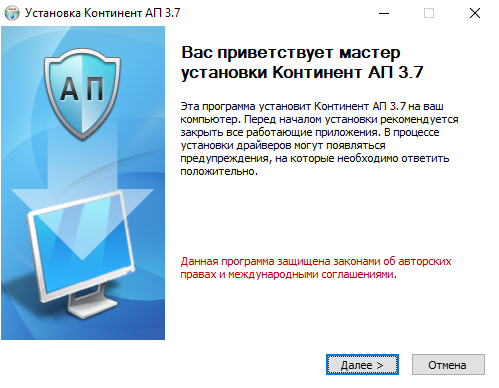 Установка Континент АП 3.7
АП
Вас приветствует мастер
установки Континент АП 3.7
Эта программа установит Континент АП 3.7 на ваш
компьютер. Перед началом установки рекомендуется
закрыть все работающие приложения. В процессе
установки драйверов могут появляться
предупреждения, на которые необходимо ответить
положительно.
Данная программа защищена законами об авторских
правах и международными соглашениями.
Далее >
Отмена